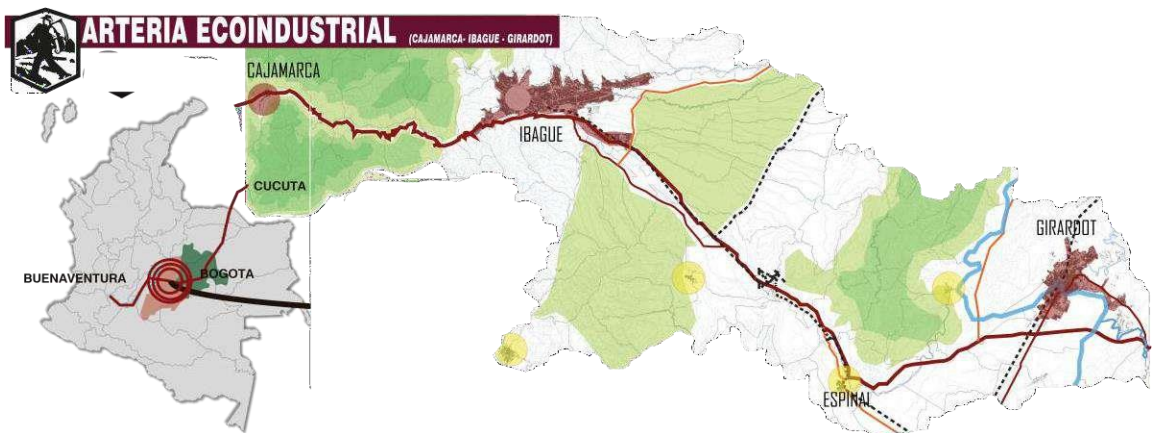 ARTERIA ECOINDUSTRIAL (CAJAMARCA- IBAGUE - GIRARDOT)
CAJAMARCA
IBAGUE
CUCUTA
GIRARDOT
BUENAVENTURA
BOGOTA
ESPINAL